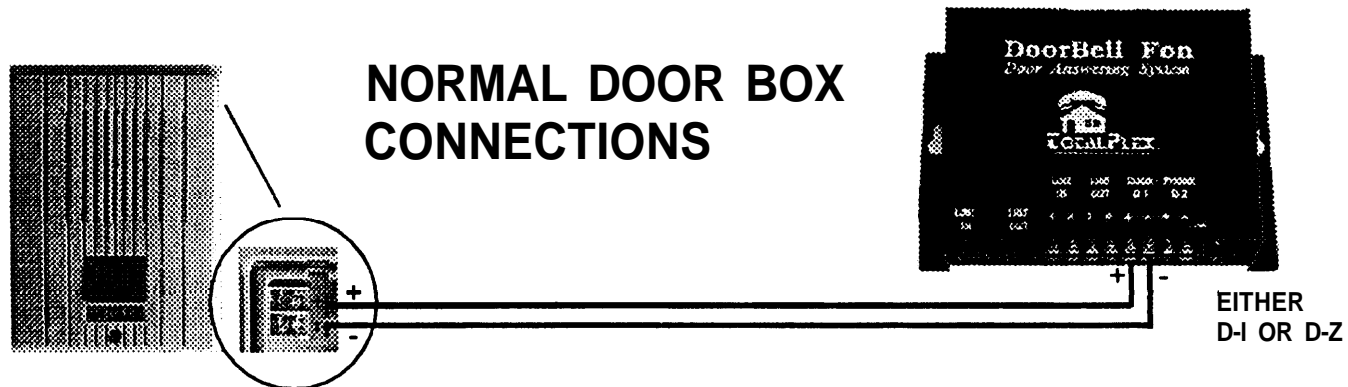 NORMAL DOOR BOX
CONNECTIONS
DoorBell Fon
Door Answering System
TOTALPLEX
+
-
+ -
EITHER
D-I OR D-Z